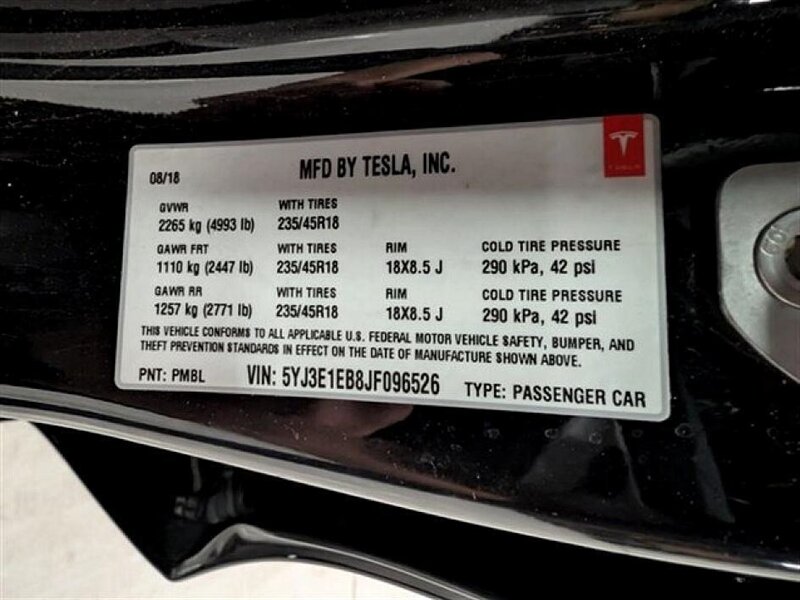 08/18 MFD BY TESLA, INC.
TESLA
GVWR WITH TIRES
2265 kg (4993 lb) 235/45R18
GAWR FRT WITH TIRES RIM COLD TIRE PRESSURE
1110 kg (2447 lb) 235/45R18 18X8.5 J 290 kPa, 42 psi
GAWR RR WITH TIRES RIM COLD TIRE PRESSURE
1257 kg (2771 lb) 235/45R18 18X8.5 J 290 kPa, 42 psi
THIS VEHICLE CONFORMS TO ALL APPLICABLE U.S. FEDERAL MOTOR VEHICLE SAFETY, BUMPER, AND
THEFT PREVENTION STANDARDS IN EFFECT ON THE DATE OF MANUFACTURE SHOWN ABOVE.
PNT: PMBL VIN: 5YJ3E1EB8JF096526 TYPE: PASSENGER CAR